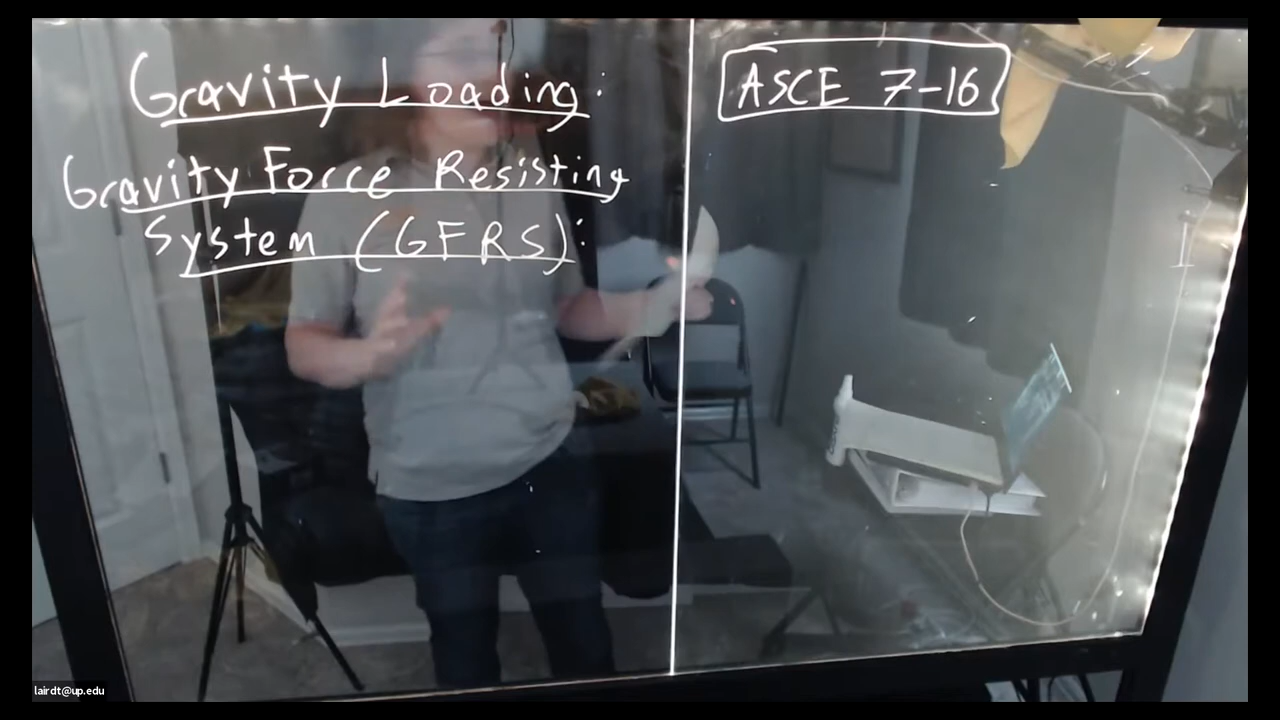 Gravity Loading:
Gravity Force Resisting
System (GFRS):
ASCE 7-16
lairdt@up.edu